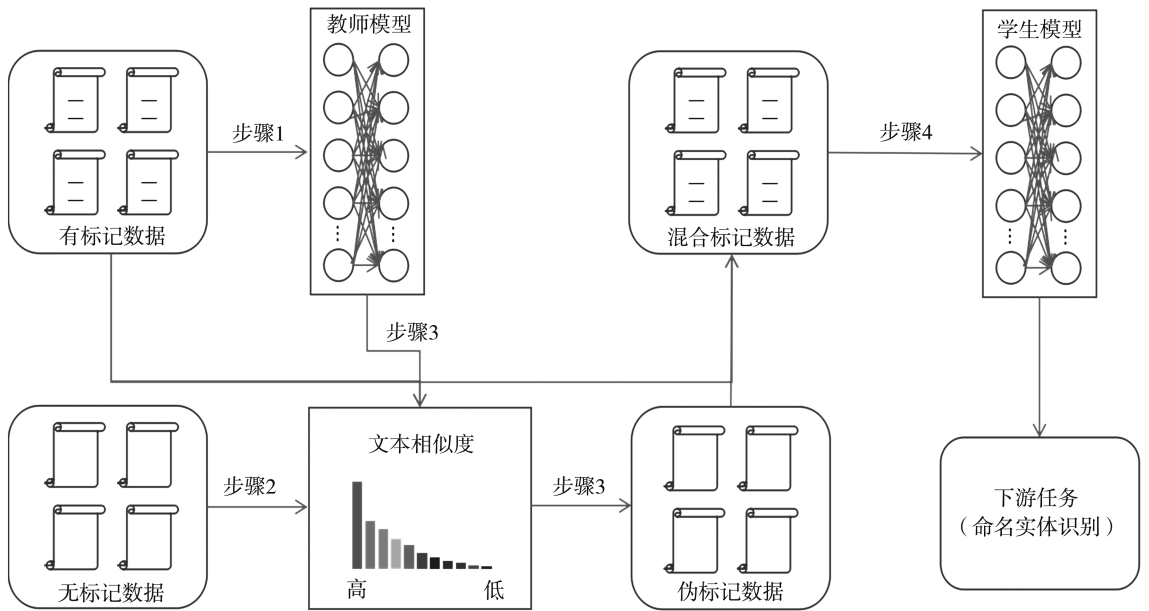 教师模型
学生模型
步骤1
步骤4
有标记数据
混合标记数据
步骤3
文本相似度
步骤2
步骤3
下游任务
（命名实体识别）
高
低
无标记数据
伪标记数据